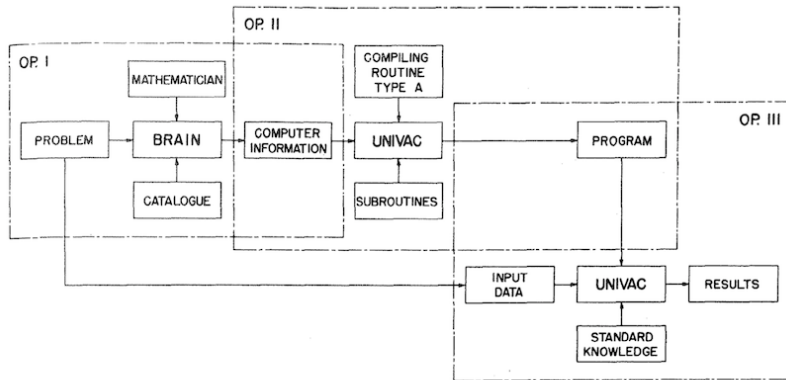 OP. II
OP. I
COMPILING
ROUTINE
TYPE A
MATHEMATICIAN
OP. III
PROBLEM
BRAIN
COMPUTER
INFORMATION
UNIVAC
PROGRAM
CATALOGUE
SUBROUTINES
INPUT
DATA
UNIVAC
RESULTS
STANDARD
KNOWLEDGE